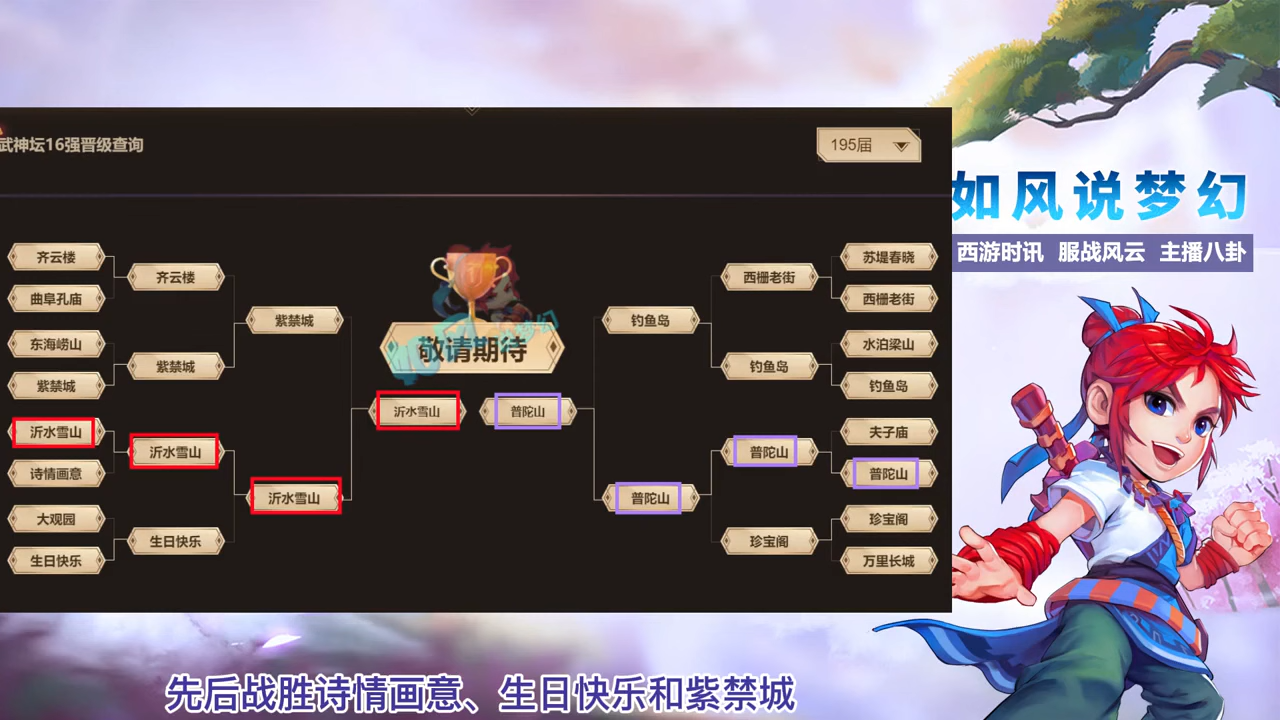 武神坛16强晋级查询
195届
如风说梦幻
西游时讯 服战风云 主播八卦
齐云楼
曲阜孔庙
东海崂山
紫禁城
沂水雪山
诗情画意
大观园
生日快乐
齐云楼
紫禁城
沂水雪山
生日快乐
紫禁城
沂水雪山
敬请期待
沂水雪山
普陀山
钓鱼岛
普陀山
西栅老街
钓鱼岛
普陀山
珍宝阁
苏堤春晓
西栅老街
水泊梁山
钓鱼岛
夫子庙
普陀山
珍宝阁
万里长城
先后战胜诗情画意、生日快乐和紫禁城